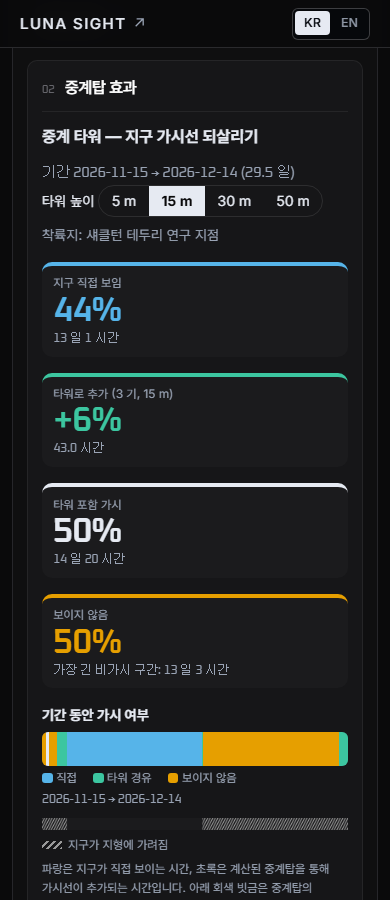 LUNA SIGHT ↗
KR EN
02 중계탑 효과
중계 타워 — 지구 가시선 되살리기
기간 2026-11-15 → 2026-12-14 (29.5 일)
타워 높이 5 m 15 m 30 m 50 m
착륙지: 섀클턴 테두리 연구 지점
지구 직접 보임
44%
13 일 1 시간
타워로 추가 (3 기, 15 m)
+6%
43.0 시간
타워 포함 가시
50%
14 일 20 시간
보이지 않음
50%
가장 긴 비가시 구간: 13 일 3 시간
기간 동안 가시 여부
직접 타워 경유 보이지 않음
2026-11-15 → 2026-12-14
지구가 지형에 가려짐
파랑은 지구가 직접 보이는 시간, 초록은 계산된 중계탑을 통해
가시선이 추가되는 시간입니다. 아래 회색 빗금은 중계탑의